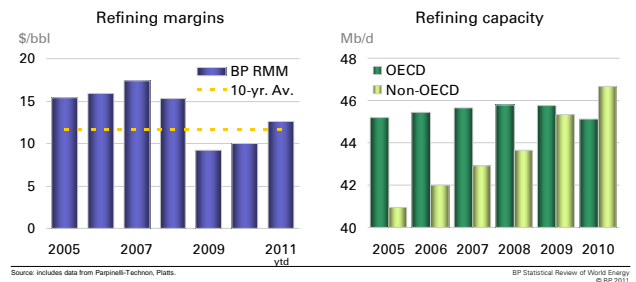 Refining margins
$/bbl
20
15
10
5
0
BP RMM
10-yr. Av.
2005
2007
2009
2011
ytd
Refining capacity
Mb/d
48
46
44
42
40
OECD
Non-OECD
2005
2006
2007
2008
2009
2010
Source: includes data from Parpinelli-Technon, Platts.
BP Statistical Review of World Energy
© BP 2011